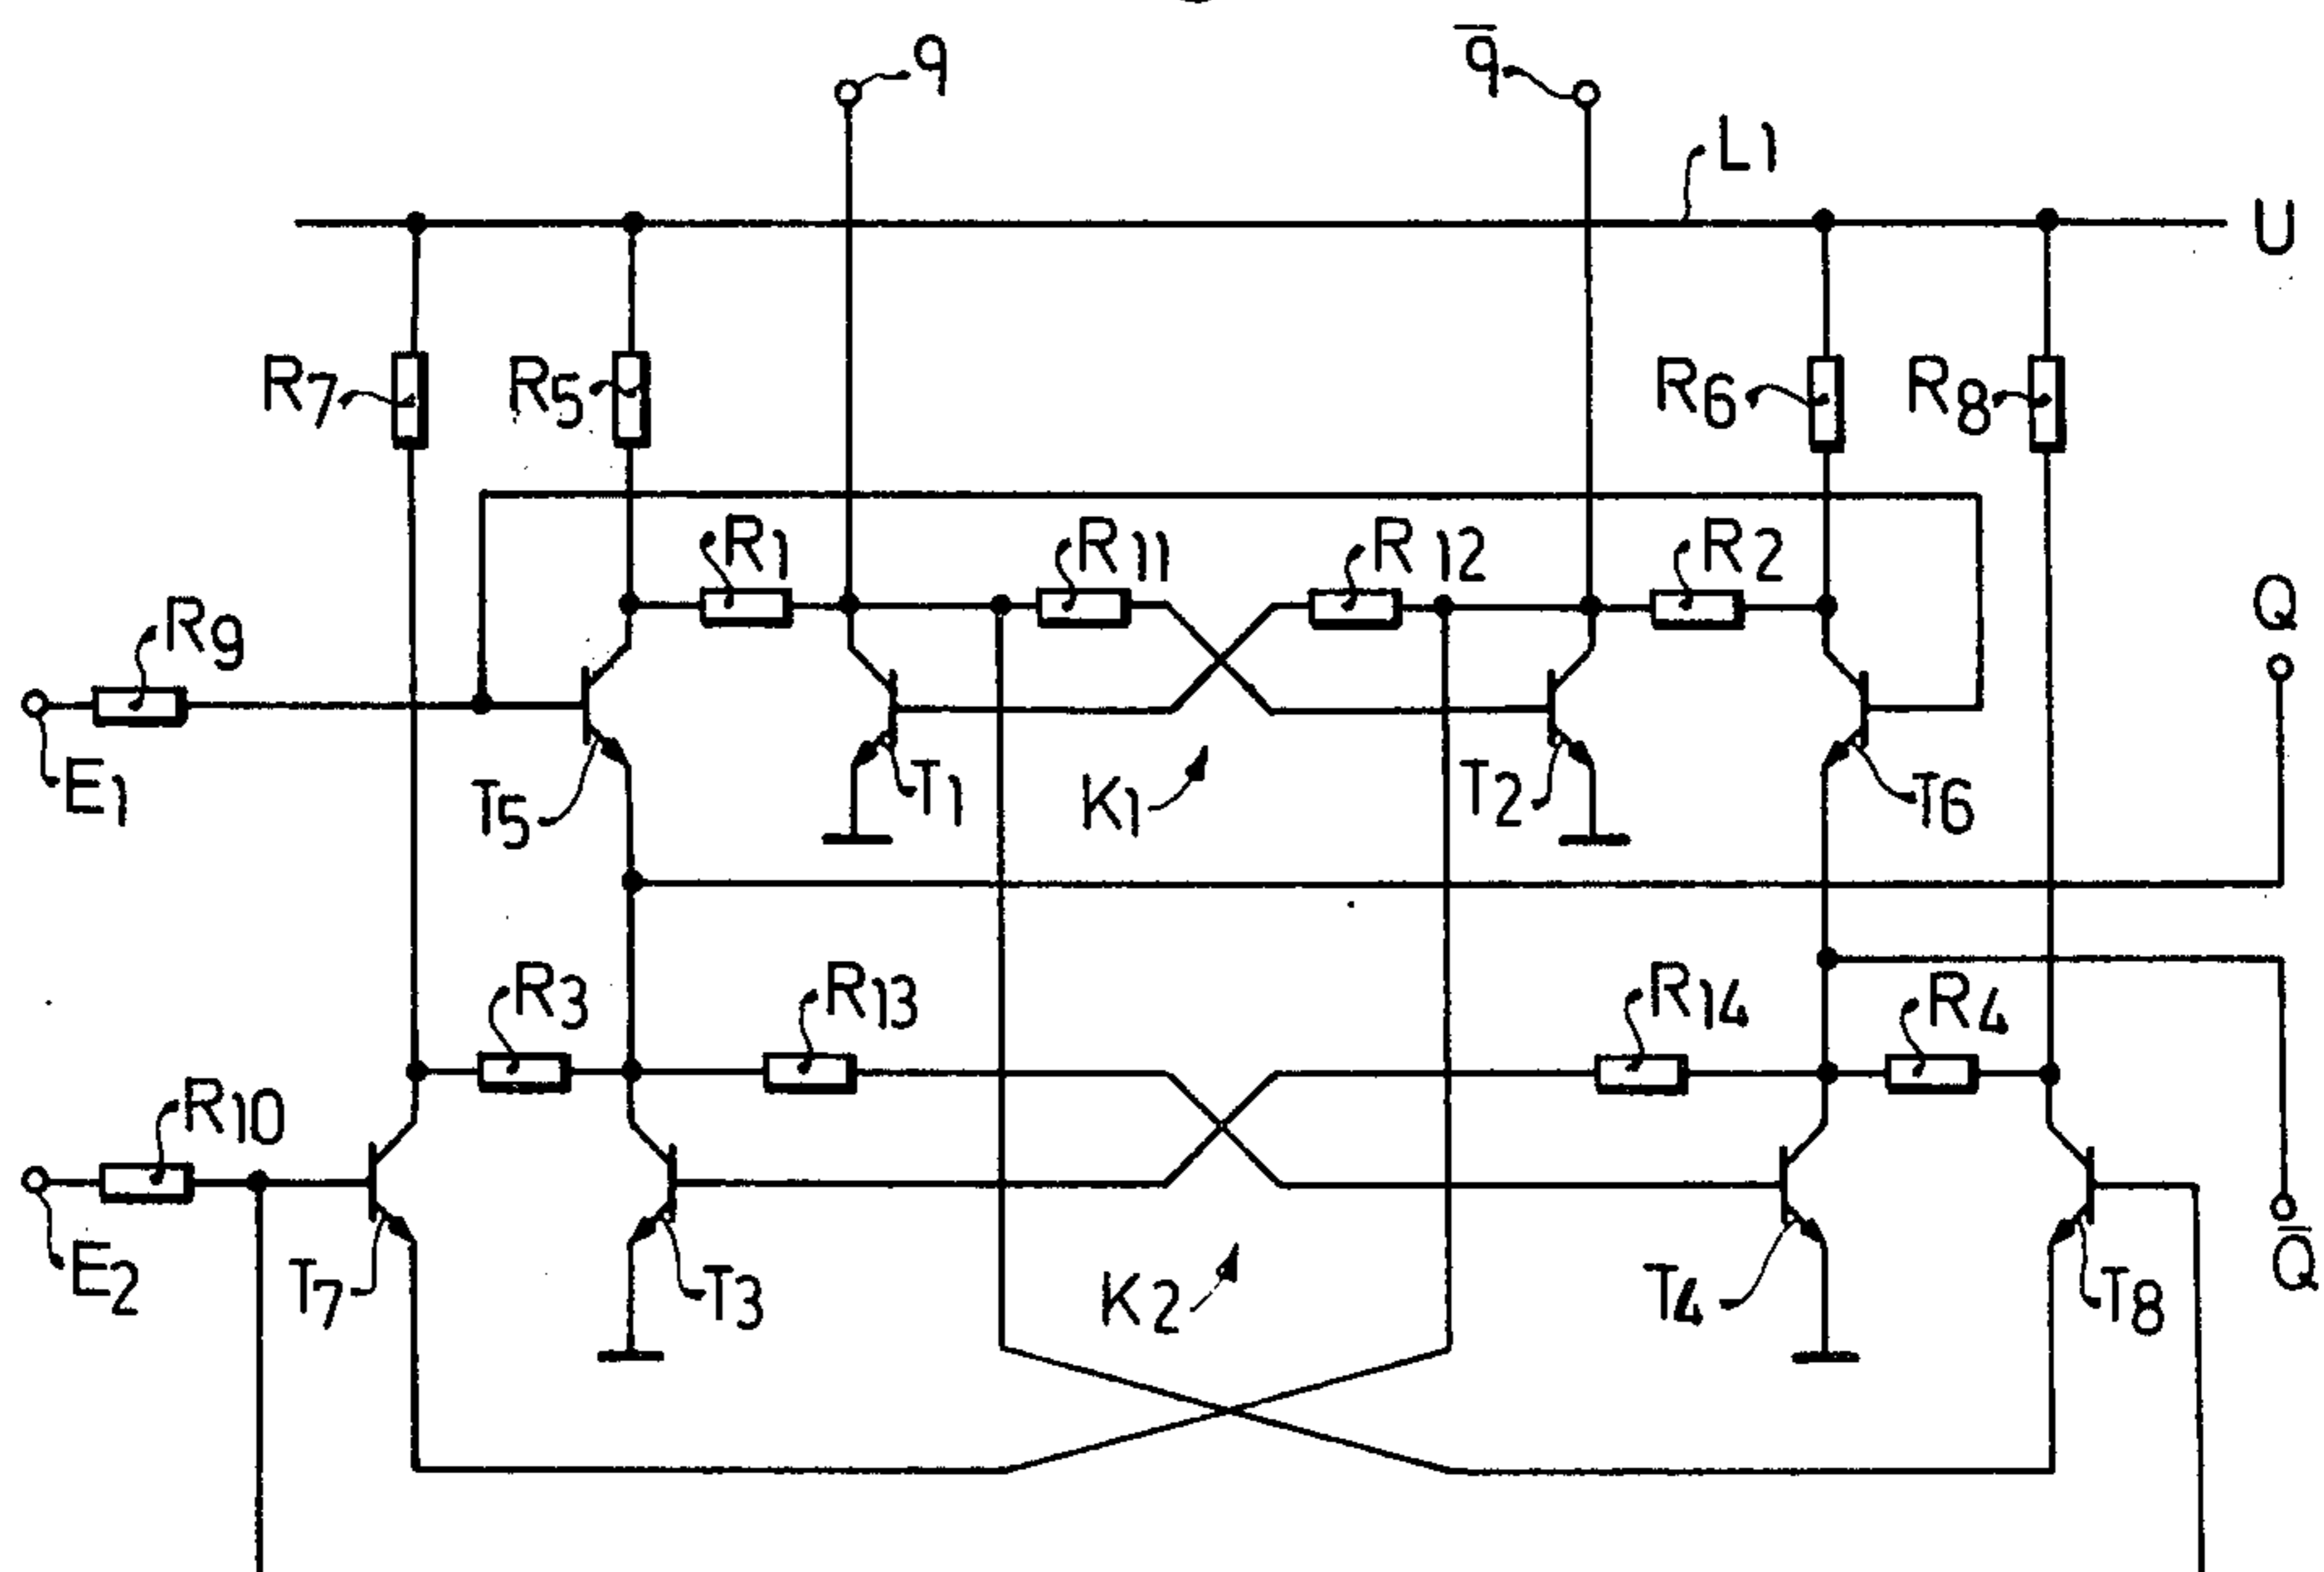 q q̅
L1
U
R7 R5 R6 R8
R1 R11 R12 R2
Q
R9
E1 T5 T1 K1 T2 T6
R3 R13 R14 R4
R10
E2 T7 T3 K2 T4 T8 Q̅